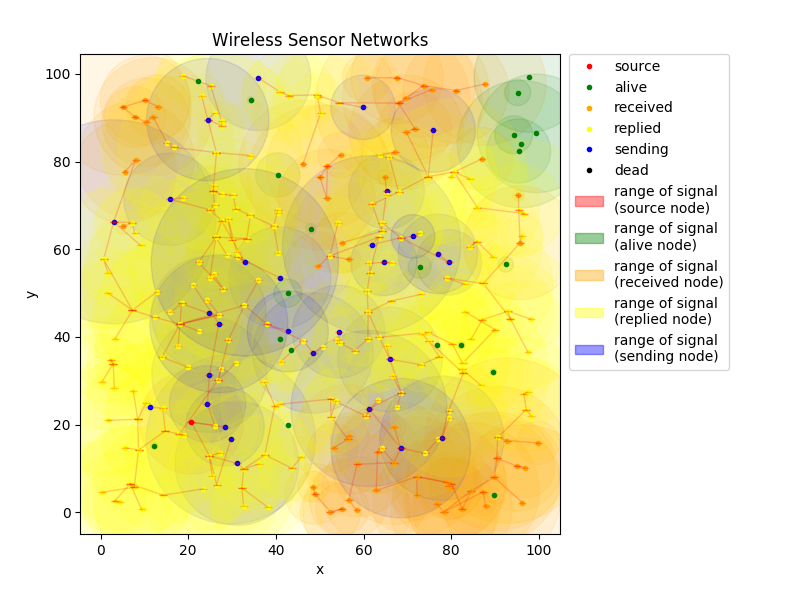 Wireless Sensor Networks
100
80
60
40
20
0
y
0 20 40 60 80 100
x
source
alive
received
replied
sending
dead
range of signal
(source node)
range of signal
(alive node)
range of signal
(received node)
range of signal
(replied node)
range of signal
(sending node)